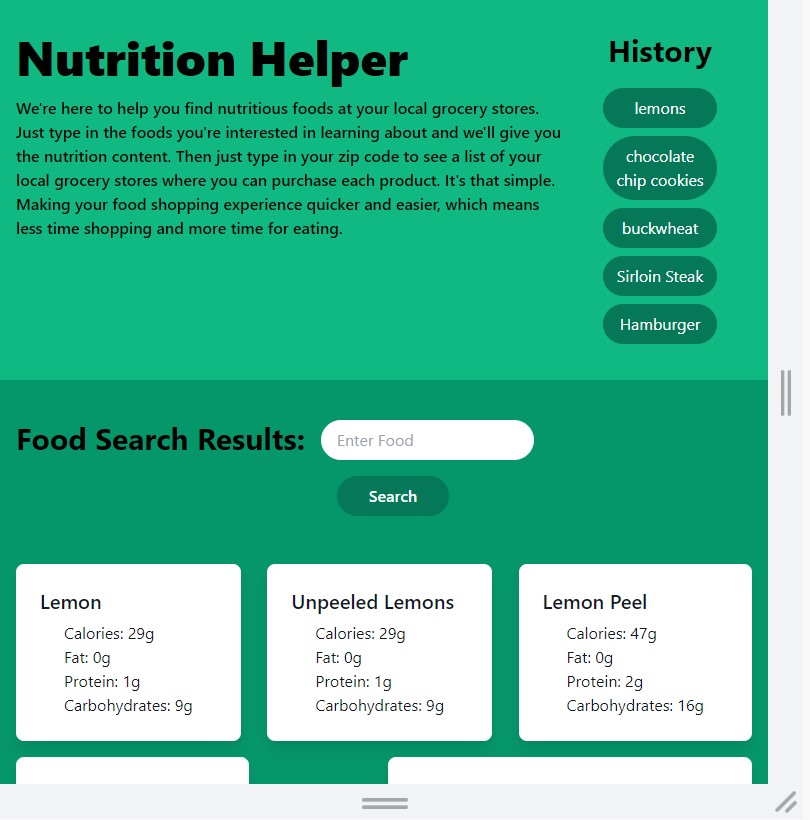 Nutrition Helper
We're here to help you find nutritious foods at your local grocery stores.
Just type in the foods you're interested in learning about and we'll give you
the nutrition content. Then just type in your zip code to see a list of your
local grocery stores where you can purchase each product. It's that simple.
Making your food shopping experience quicker and easier, which means
less time shopping and more time for eating.
History
lemons
chocolate
chip cookies
buckwheat
Sirloin Steak
Hamburger
Food Search Results:
Enter Food
Search
Lemon
Calories: 29g
Fat: 0g
Protein: 1g
Carbohydrates: 9g
Unpeeled Lemons
Calories: 29g
Fat: 0g
Protein: 1g
Carbohydrates: 9g
Lemon Peel
Calories: 47g
Fat: 0g
Protein: 2g
Carbohydrates: 16g